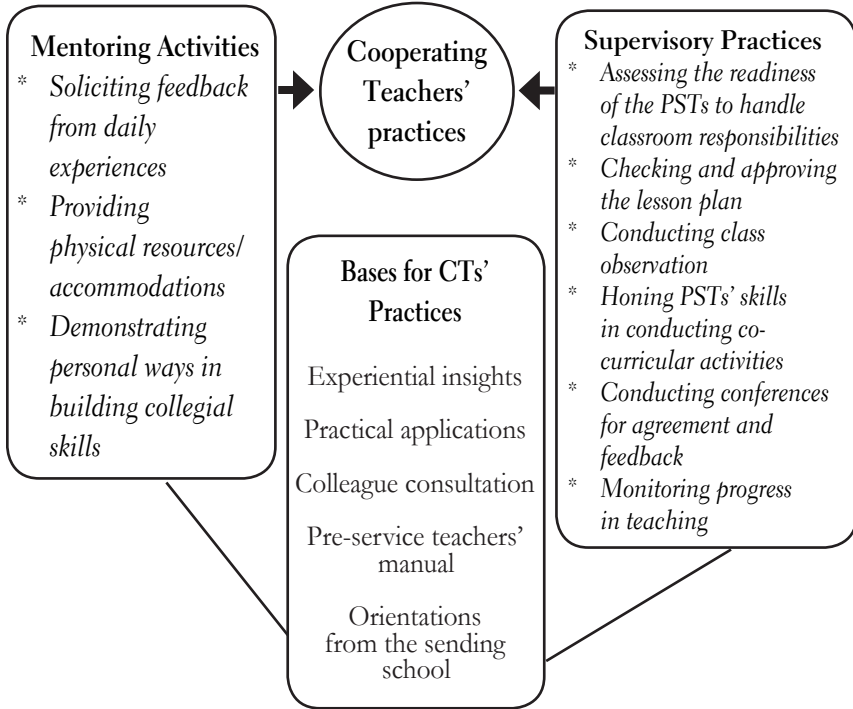 Mentoring Activities
* Soliciting feedback
from daily
experiences
* Providing
physical resources/
accommodations
* Demonstrating
personal ways in
building collegial
skills
Cooperating
Teachers'
practices
Supervisory Practices
* Assessing the readiness
of the PSTs to handle
classroom responsibilities
* Checking and approving
the lesson plan
* Conducting class
observation
* Honing PSTs' skills
in conducting co-
curricular activities
* Conducting conferences
for agreement and
feedback
* Monitoring progress
in teaching
Bases for CTs'
Practices
Experiential insights
Practical applications
Colleague consultation
Pre-service teachers'
manual
Orientations
from the sending
school